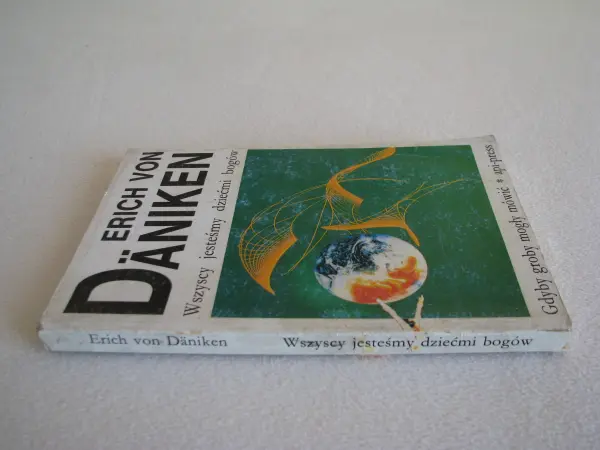 ERICH VON
DÄNIKEN
Wszyscy jesteśmy dziećmi bogów
Gdyby groby mogły mówić * api-press
Erich von Däniken Wszyscy jesteśmy dziećmi bogów